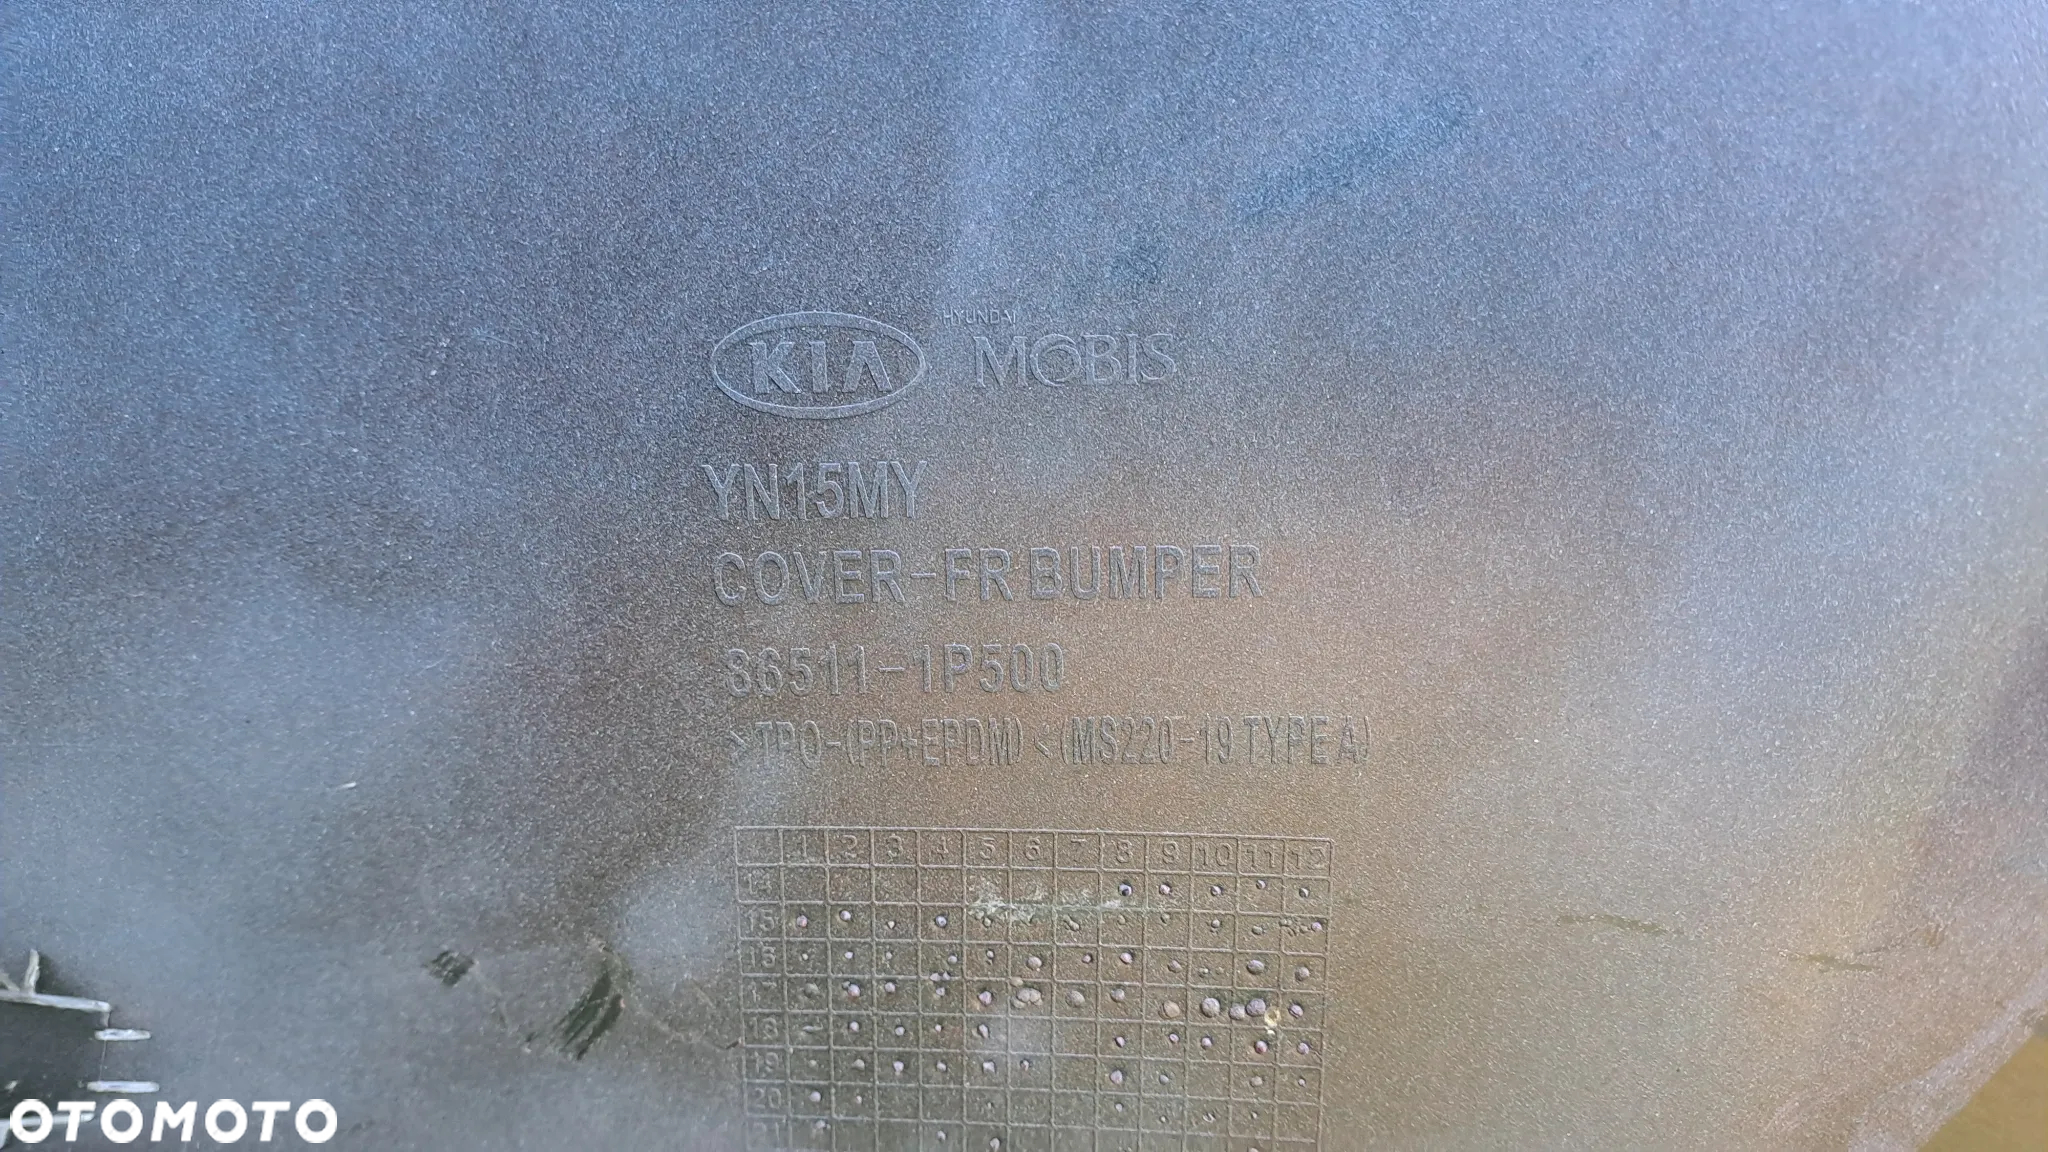 HYUNDAI
KIA MOBIS
YN15MY
COVER-FR BUMPER
86511-1P500
>TPO-(PP+EPDM)<(MS220-19 TYPE A)
1 2 3 4 5 6 7 8 9 10 11 12
14
15
16
17
18
19
20
21
OTOMOTO